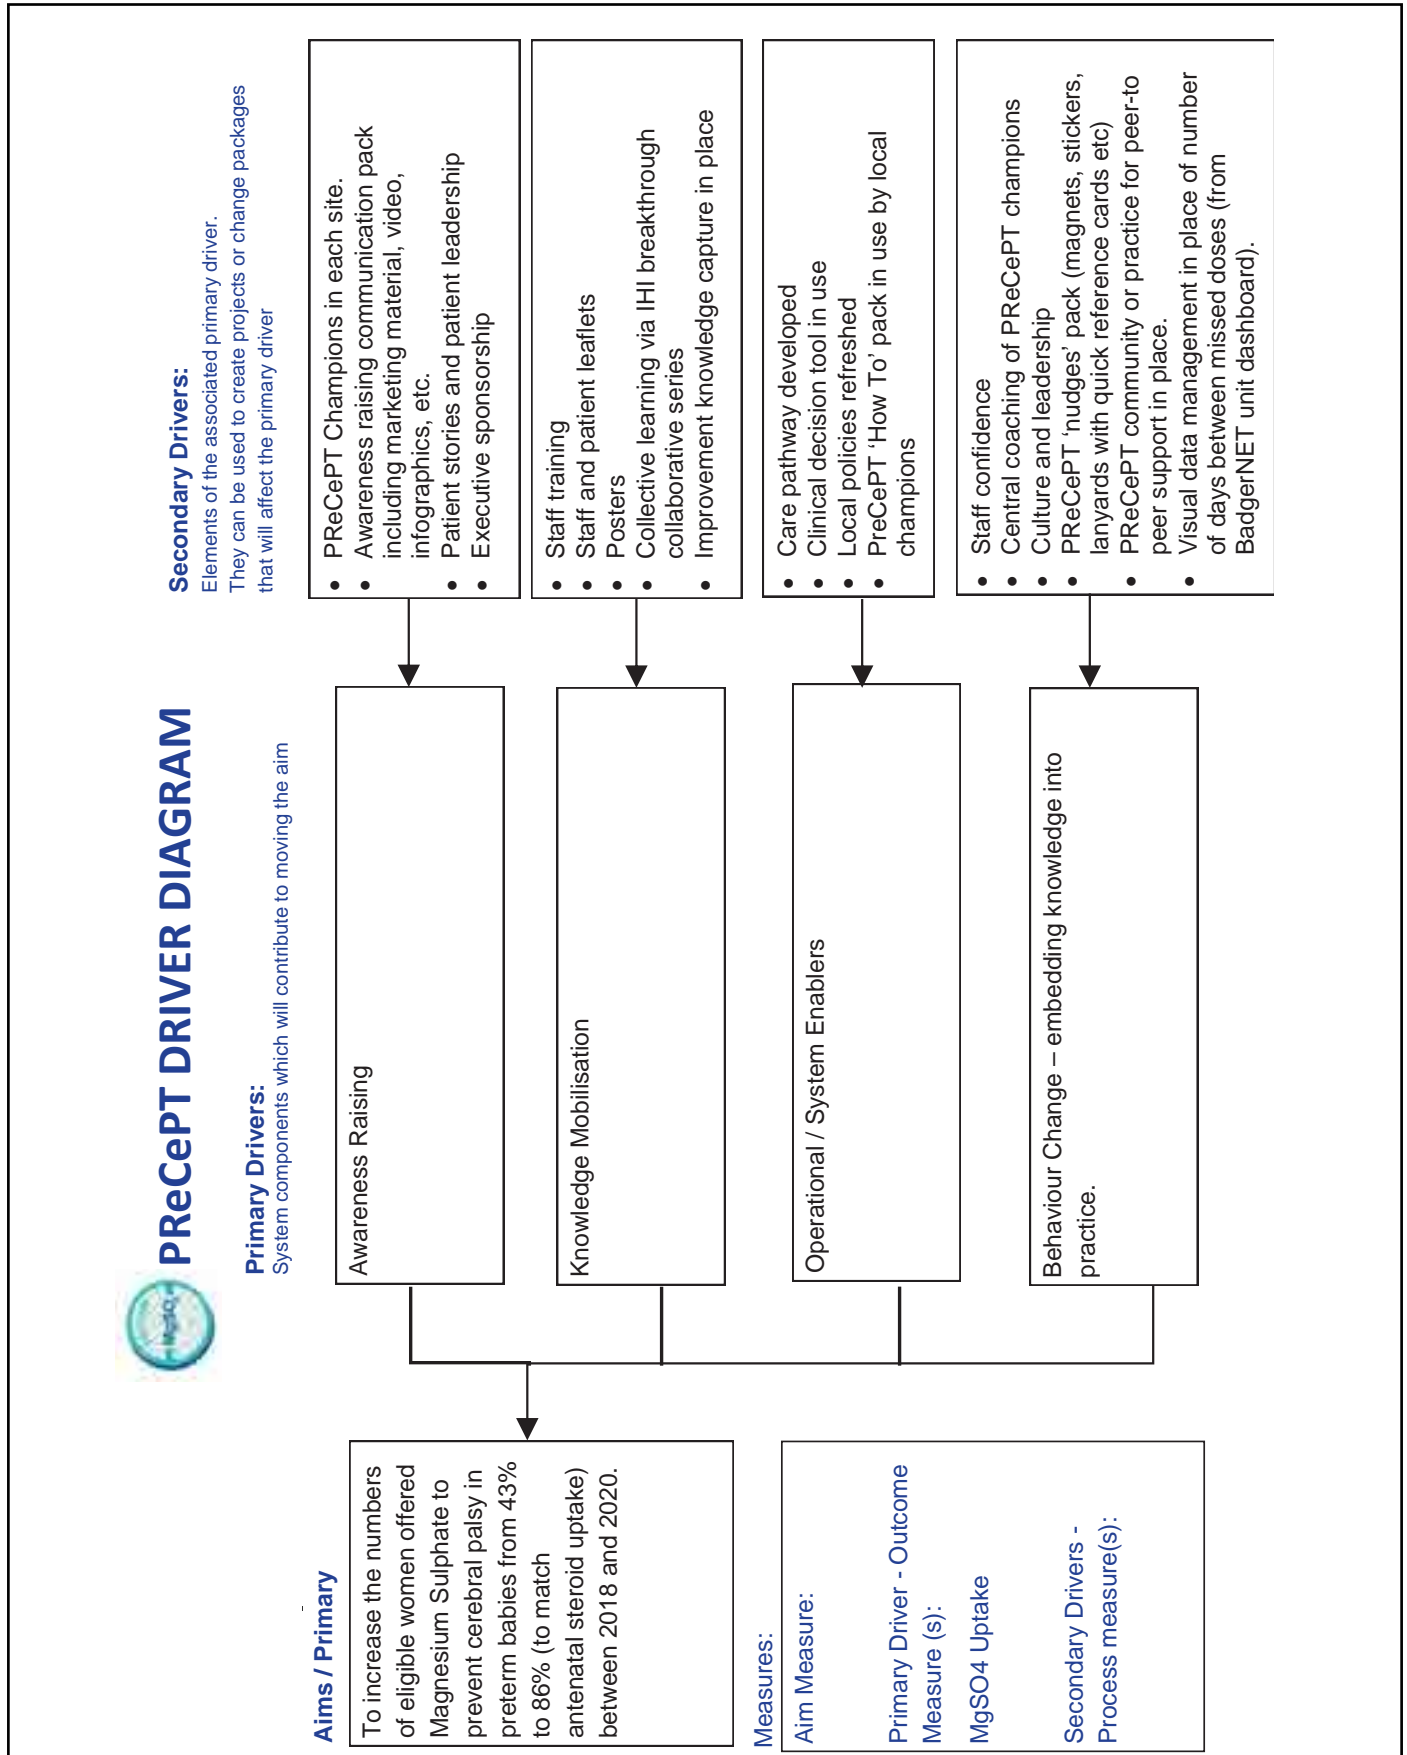 PReCePT DRIVER DIAGRAM
MgSO4
Aims / Primary
To increase the numbers
of eligible women offered
Magnesium Sulphate to
prevent cerebral palsy in
preterm babies from 43%
to 86% (to match
antenatal steroid uptake)
between 2018 and 2020.
Measures:
Aim Measure:
Primary Driver - Outcome
Measure (s):
MgSO4 Uptake
Secondary Drivers -
Process measure(s):
Primary Drivers:
System components which will contribute to moving the aim
Awareness Raising
Knowledge Mobilisation
Operational / System Enablers
Behaviour Change – embedding knowledge into
practice.
Secondary Drivers:
Elements of the associated primary driver.
They can be used to create projects or change packages
that will affect the primary driver
• PReCePT Champions in each site.
• Awareness raising communication pack
including marketing material, video,
infographics, etc.
• Patient stories and patient leadership
• Executive sponsorship
• Staff training
• Staff and patient leaflets
• Posters
• Collective learning via IHI breakthrough
collaborative series
• Improvement knowledge capture in place
• Care pathway developed
• Clinical decision tool in use
• Local policies refreshed
• PreCePT ‘How To’ pack in use by local
champions
• Staff confidence
• Central coaching of PReCePT champions
• Culture and leadership
• PReCePT ‘nudges’ pack (magnets, stickers,
lanyards with quick reference cards etc)
• PReCePT community or practice for peer-to
peer support in place.
• Visual data management in place of number
of days between missed doses (from
BadgerNET unit dashboard).